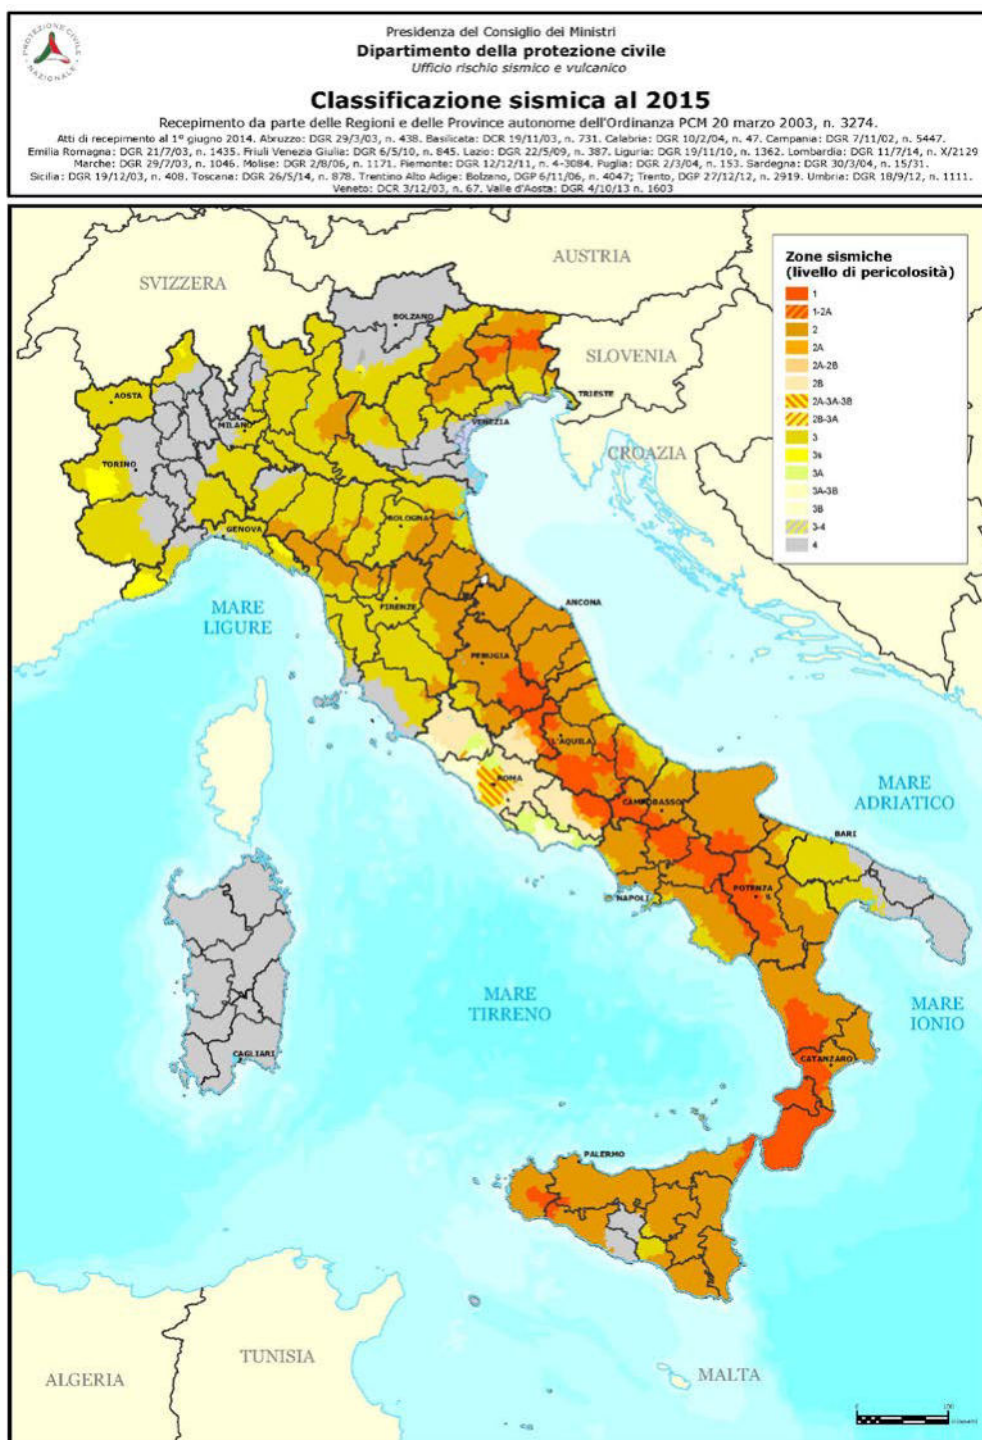 PROTEZIONE CIVILE
NAZIONALE
Presidenza del Consiglio dei Ministri
Dipartimento della protezione civile
Ufficio rischio sismico e vulcanico
Classificazione sismica al 2015
Recepimento da parte delle Regioni e delle Province autonome dell'Ordinanza PCM 20 marzo 2003, n. 3274.
Atti di recepimento al 1° giugno 2014. Abruzzo: DGR 29/3/03, n. 438. Basilicata: DCR 19/11/03, n. 731. Calabria: DGR 10/2/04, n. 47. Campania: DGR 7/11/02, n. 5447.
Emilia Romagna: DGR 21/7/03, n. 1435. Friuli Venezia Giulia: DGR 6/5/10, n. 845. Lazio: DGR 22/5/09, n. 387. Liguria: DGR 19/11/10, n. 1362. Lombardia: DGR 11/7/14, n. X/2129
Marche: DGR 29/7/03, n. 1046. Molise: DGR 2/8/06, n. 1171. Piemonte: DGR 12/12/11, n. 4-3084. Puglia: DGR 2/3/04, n. 153. Sardegna: DGR 30/3/04, n. 15/31.
Sicilia: DGR 19/12/03, n. 408. Toscana: DGR 26/5/14, n. 878. Trentino Alto Adige: Bolzano, DGP 6/11/06, n. 4047; Trento, DGP 27/12/12, n. 2919. Umbria: DGR 18/9/12, n. 1111.
Veneto: DCR 3/12/03, n. 67. Valle d'Aosta: DGR 4/10/13 n. 1603
AUSTRIA
SVIZZERA
Zone sismiche
(livello di pericolosità)
1
1-2A
2
2A
2A-2B
2B
2A-3A-3B
2B-3A
3
3s
3A
3A-3B
3B
3-4
4
BOLZANO
SLOVENIA
AOSTA
TRIESTE
MILANO
VENEZIA
CROAZIA
TORINO
BOLOGNA
GENOVA
FIRENZE
ANCONA
MARE
LIGURE
PERUGIA
L'AQUILA
ROMA
MARE
ADRIATICO
CAMPOBASSO
BARI
POTENZA
NAPOLI
MARE
TIRRENO
MARE
IONIO
CAGLIARI
CATANZARO
PALERMO
TUNISIA
ALGERIA
MALTA
0
100